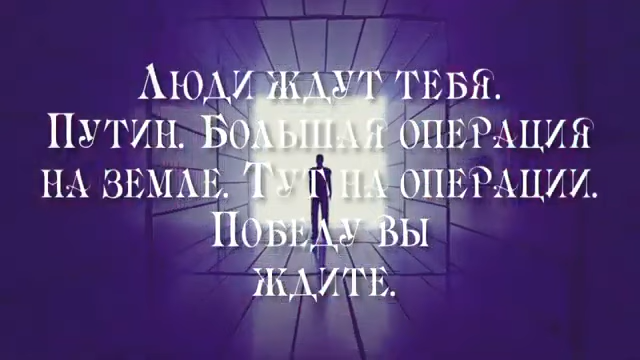 Люди ждут тебя.
Путин. Большая операция
на земле. Тут на операции.
Победу вы
ждите.